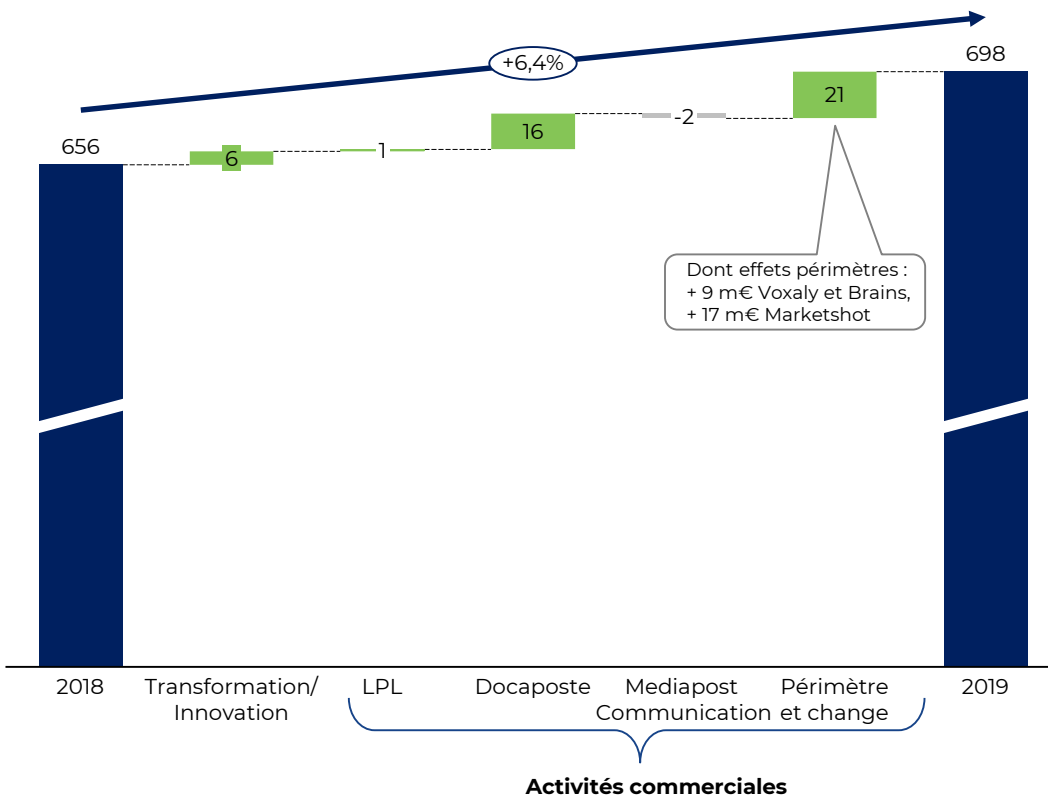 +6,4%
656
6
1
16
-2
21
698
Dont effets périmètres :
+ 9 m€ Voxaly et Brains,
+ 17 m€ Marketshot
2018
Transformation/
Innovation
LPL
Docaposte
Mediapost
Communication
Périmètre
et change
2019
Activités commerciales